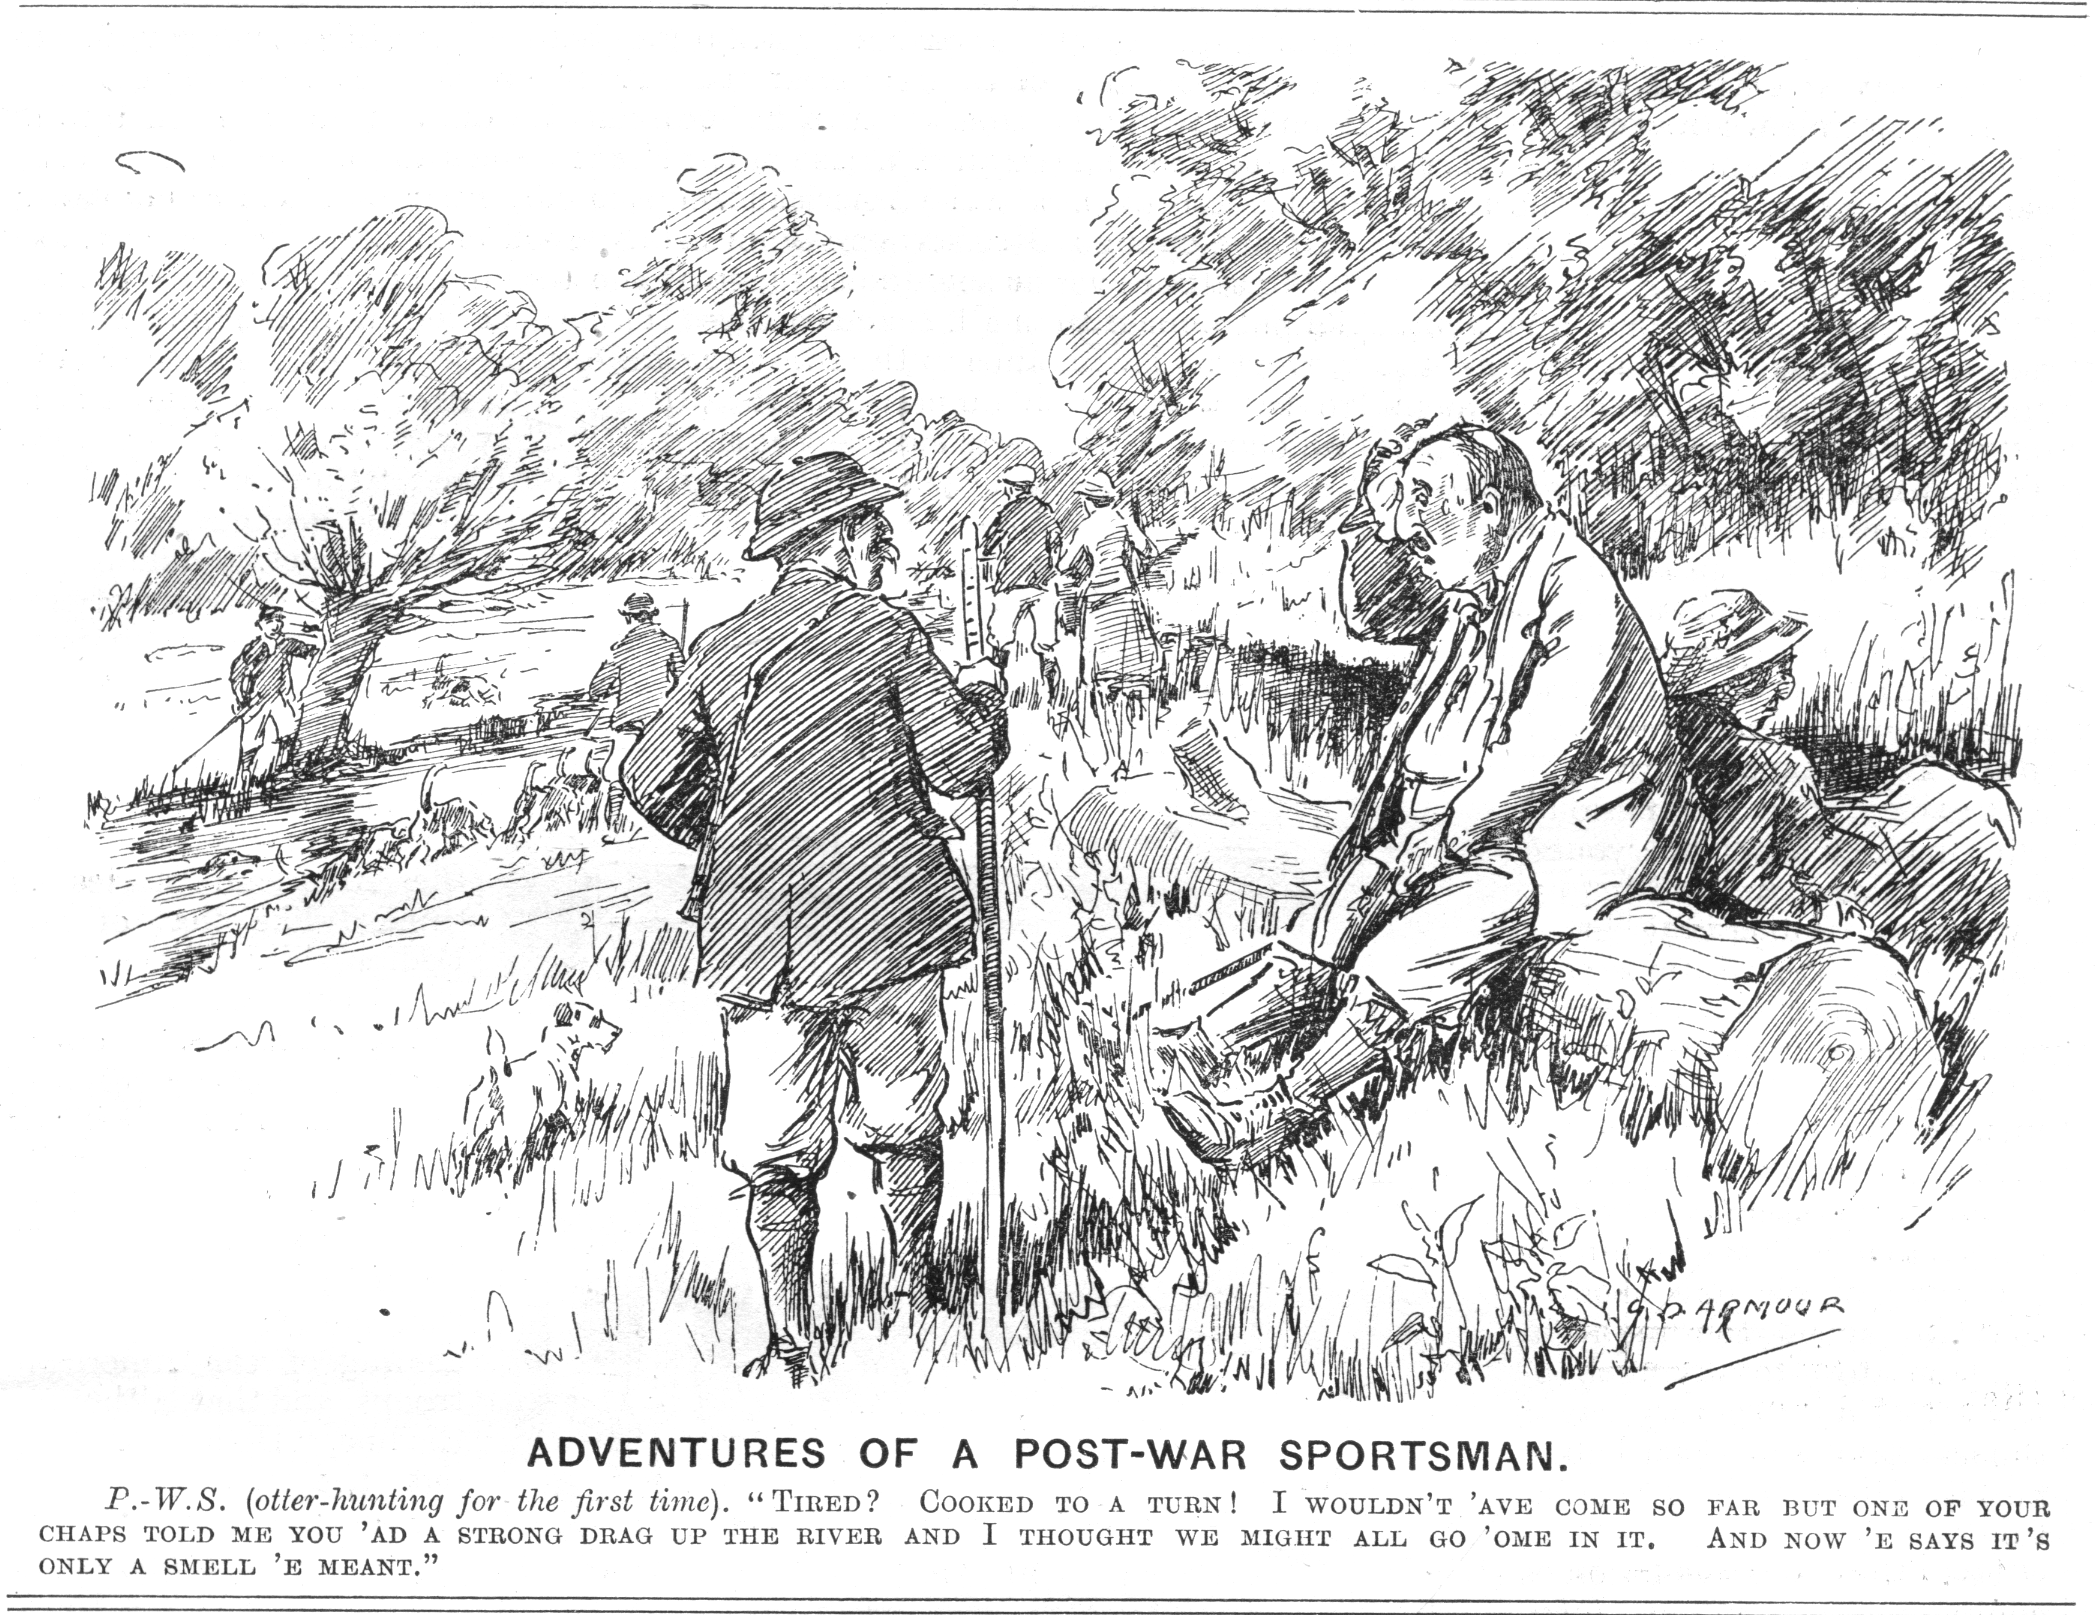 G. D. ARMOUR
ADVENTURES OF A POST-WAR SPORTSMAN.
P.-W.S. (otter-hunting for the first time). "TIRED? COOKED TO A TURN! I WOULDN'T 'AVE COME SO FAR BUT ONE OF YOUR
CHAPS TOLD ME YOU 'AD A STRONG DRAG UP THE RIVER AND I THOUGHT WE MIGHT ALL GO 'OME IN IT. AND NOW 'E SAYS IT'S
ONLY A SMELL 'E MEANT."